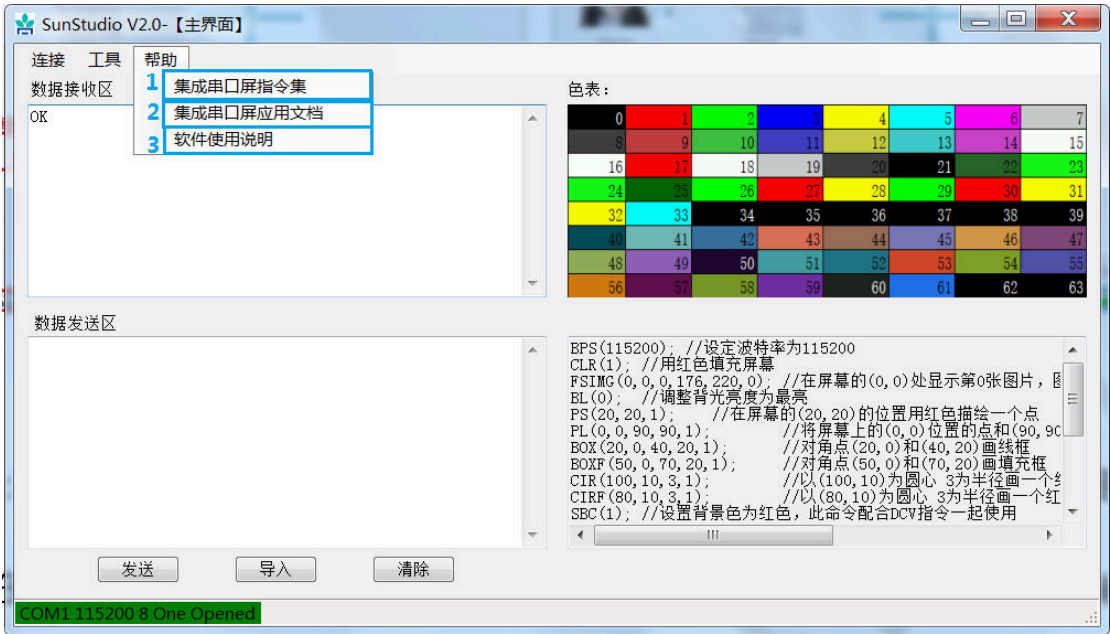 SunStudio V2.0-【主界面】
连接 工具 帮助
1 集成串口屏指令集
2 集成串口屏应用文档
3 软件使用说明
数据接收区
OK
色表:
0 1 2 3 4 5 6 7
8 9 10 11 12 13 14 15
16 17 18 19 20 21 22 23
24 25 26 27 28 29 30 31
32 33 34 35 36 37 38 39
40 41 42 43 44 45 46 47
48 49 50 51 52 53 54 55
56 57 58 59 60 61 62 63
数据发送区
BPS(115200); //设定波特率为115200
CLR(1); //用红色填充屏幕
FSIMG(0,0,0,176,220,0); //在屏幕的(0,0)处显示第0张图片，
BL(0); //调整背光亮度为最亮
PS(20,20,1); //在屏幕的(20,20)的位置用红色描绘一个点
PL(0,0,90,90,1); //将屏幕上的(0,0)位置的点和(90,90
BOX(20,0,40,20,1); //对角点(20,0)和(40,20)画线框
BOXF(50,0,70,20,1); //对角点(50,0)和(70,20)画填充框
CIR(100,10,3,1); //以(100,10)为圆心 3为半径画一个
CIRF(80,10,3,1); //以(80,10)为圆心 3为半径画一个红
SBC(1); //设置背景色为红色，此命令配合DCV指令一起使用
发送 导入 清除
COM1 115200 8 One Opened